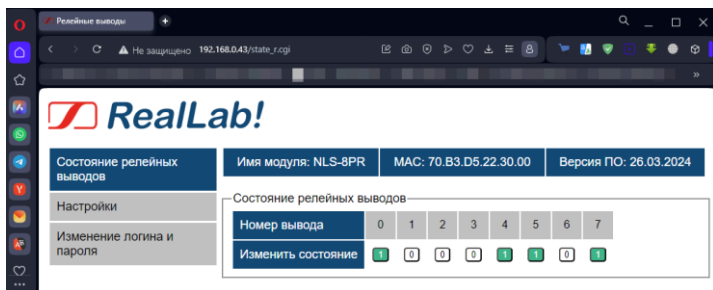 Релейные выводы
Не защищено 192.168.0.43/state_r.cgi
RealLab!
Состояние релейных выводов
Имя модуля: NLS-8PR
MAC: 70.B3.D5.22.30.00
Версия ПО: 26.03.2024
Настройки
Изменение логина и пароля
Состояние релейных выводов
Номер вывода 0 1 2 3 4 5 6 7
Изменить состояние 1 0 0 0 1 1 0 1